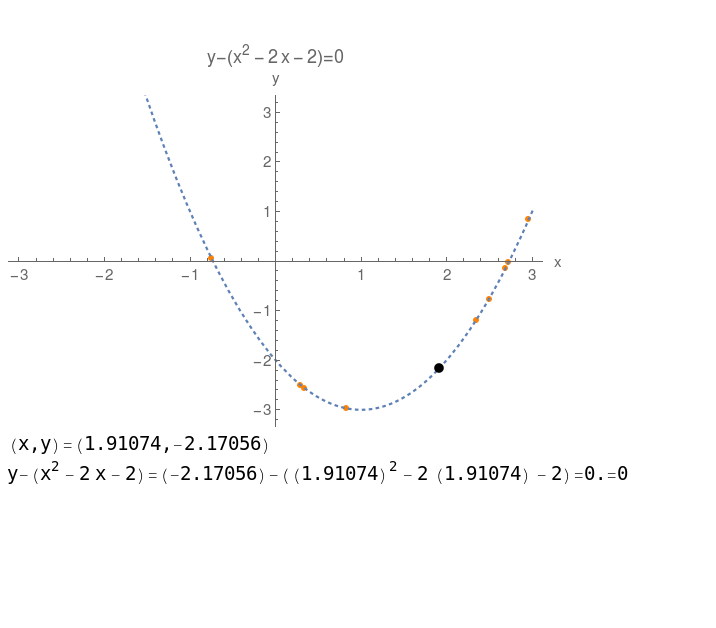 y−(x² − 2 x − 2)=0
y
3
2
1
−3 −2 −1 1 2 3 x
−1
−2
−3
(x,y)=(1.91074,−2.17056)
y−(x² − 2 x − 2)=(−2.17056)−((1.91074)² − 2 (1.91074) − 2)=0.=0